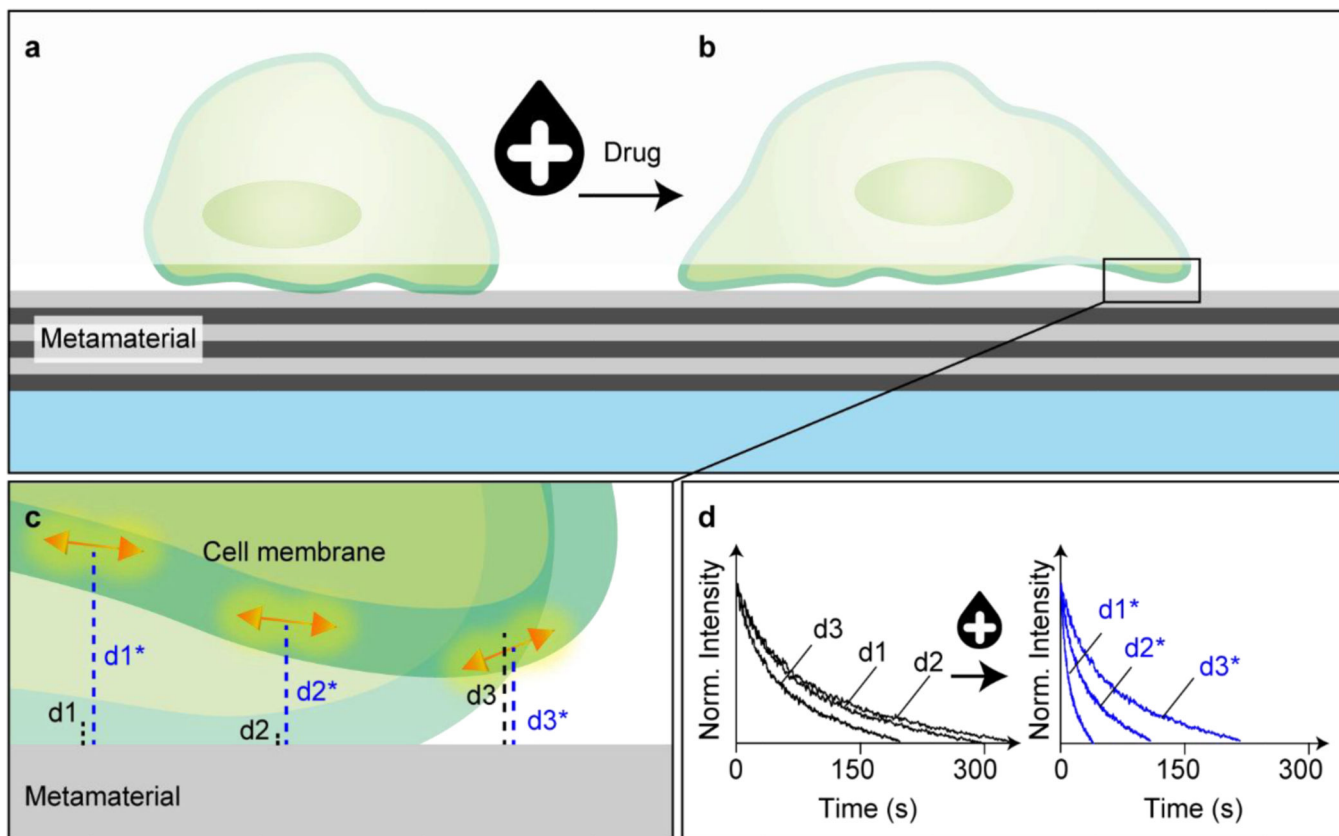 a
b
Drug
Metamaterial
c
Cell membrane
d1*
d1
d2*
d2
d3
d3*
Metamaterial
d
Norm. Intensity
d3
d1
d2
0
150
300
Time (s)
Norm. Intensity
d1*
d2*
d3*
0
150
300
Time (s)